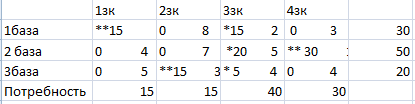 1зк 2зк 3зк 4зк
1база **15 0 8 *15 2 0 3 30
2 база 0 4 0 7 *20 5 ** 30 50
3база 0 5 **15 3 * 5 4 0 4 20
Потребность 15 15 40 30